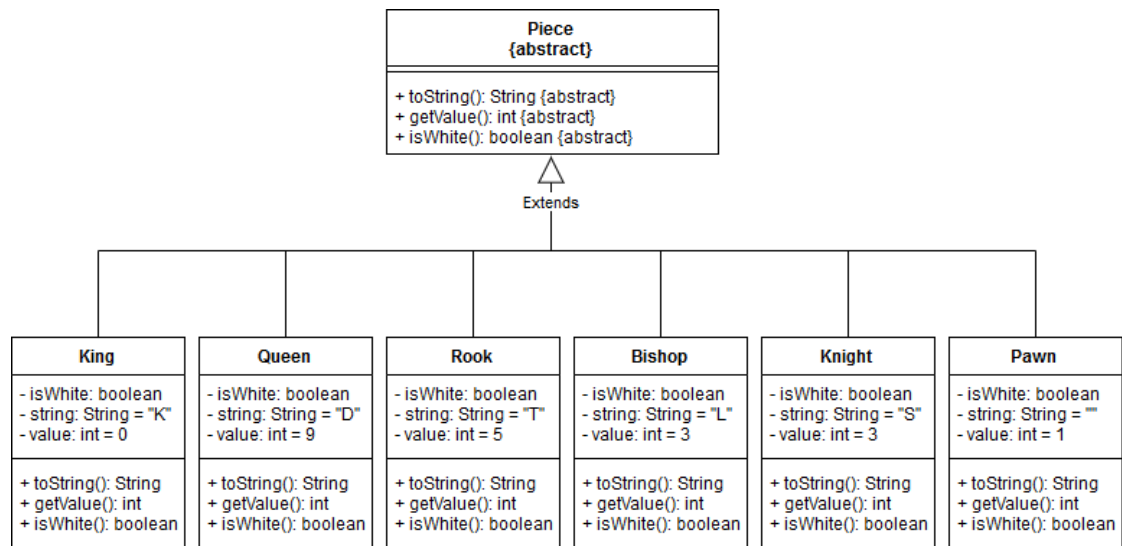 Piece
{abstract}
+ toString(): String {abstract}
+ getValue(): int {abstract}
+ isWhite(): boolean {abstract}
Extends
King
- isWhite: boolean
- string: String = "K"
- value: int = 0
+ toString(): String
+ getValue(): int
+ isWhite(): boolean
Queen
- isWhite: boolean
- string: String = "D"
- value: int = 9
+ toString(): String
+ getValue(): int
+ isWhite(): boolean
Rook
- isWhite: boolean
- string: String = "T"
- value: int = 5
+ toString(): String
+ getValue(): int
+ isWhite(): boolean
Bishop
- isWhite: boolean
- string: String = "L"
- value: int = 3
+ toString(): String
+ getValue(): int
+ isWhite(): boolean
Knight
- isWhite: boolean
- string: String = "S"
- value: int = 3
+ toString(): String
+ getValue(): int
+ isWhite(): boolean
Pawn
- isWhite: boolean
- string: String = ""
- value: int = 1
+ toString(): String
+ getValue(): int
+ isWhite(): boolean